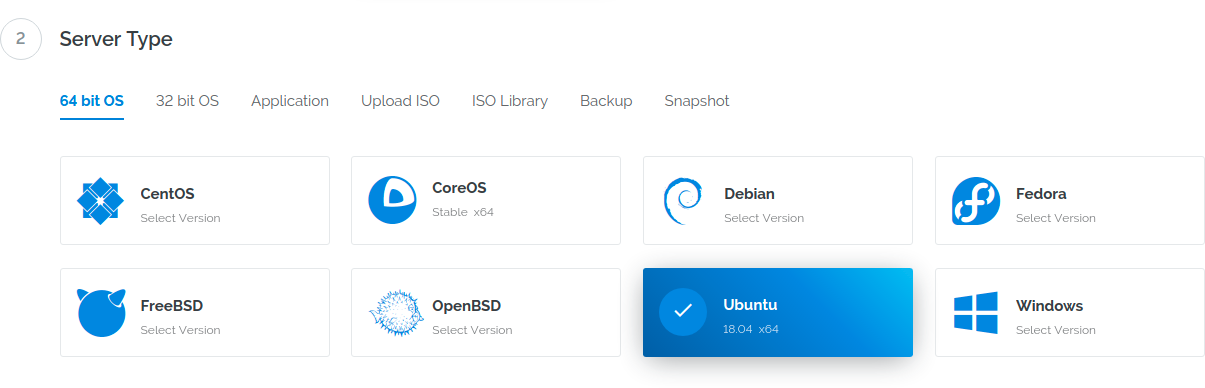 2 Server Type
64 bit OS 32 bit OS Application Upload ISO ISO Library Backup Snapshot
CentOS
Select Version
CoreOS
Stable x64
Debian
Select Version
Fedora
Select Version
FreeBSD
Select Version
OpenBSD
Select Version
Ubuntu
18.04 x64
Windows
Select Version